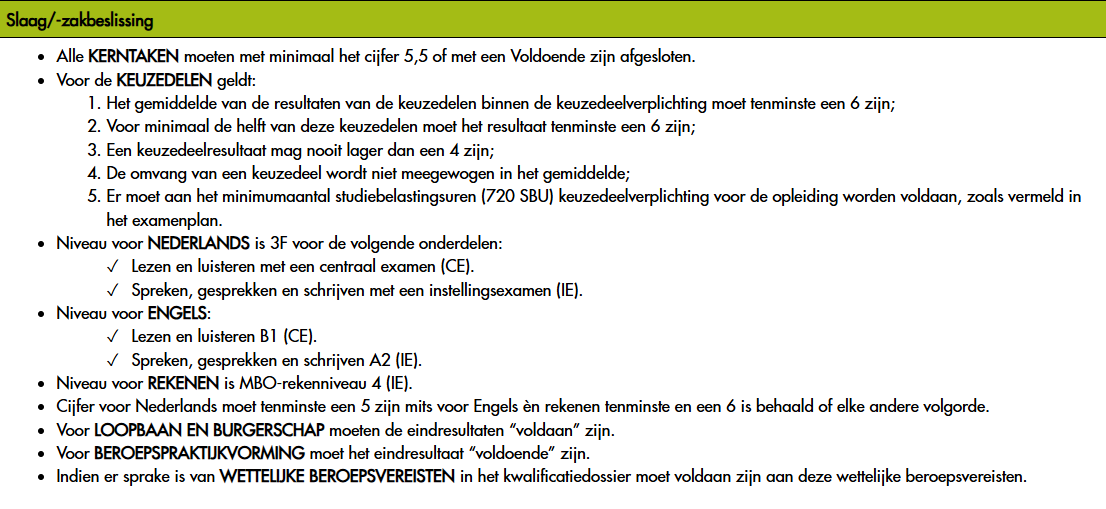 Slaag/-zakbeslissing
• Alle KERNTAKEN moeten met minimaal het cijfer 5,5 of met een Voldoende zijn afgesloten.
• Voor de KEUZEDELEN geldt:
1. Het gemiddelde van de resultaten van de keuzedelen binnen de keuzedeelverplichting moet tenminste een 6 zijn;
2. Voor minimaal de helft van deze keuzedelen moet het resultaat tenminste een 6 zijn;
3. Een keuzedeelresultaat mag nooit lager dan een 4 zijn;
4. De omvang van een keuzedeel wordt niet meegewogen in het gemiddelde;
5. Er moet aan het minimumaantal studiebelastingsuren (720 SBU) keuzedeelverplichting voor de opleiding worden voldaan, zoals vermeld in
het examenplan.
• Niveau voor NEDERLANDS is 3F voor de volgende onderdelen:
✓ Lezen en luisteren met een centraal examen (CE).
✓ Spreken, gesprekken en schrijven met een instellingsexamen (IE).
• Niveau voor ENGELS:
✓ Lezen en luisteren B1 (CE).
✓ Spreken, gesprekken en schrijven A2 (IE).
• Niveau voor REKENEN is MBO-rekenniveau 4 (IE).
• Cijfer voor Nederlands moet tenminste een 5 zijn mits voor Engels èn rekenen tenminste en een 6 is behaald of elke andere volgorde.
• Voor LOOPBAAN EN BURGERSCHAP moeten de eindresultaten “voldaan” zijn.
• Voor BEROEPSPRAKTIJKVORMING moet het eindresultaat “voldoende” zijn.
• Indien er sprake is van WETTELIJKE BEROEPSVEREISTEN in het kwalificatiedossier moet voldaan zijn aan deze wettelijke beroepsvereisten.